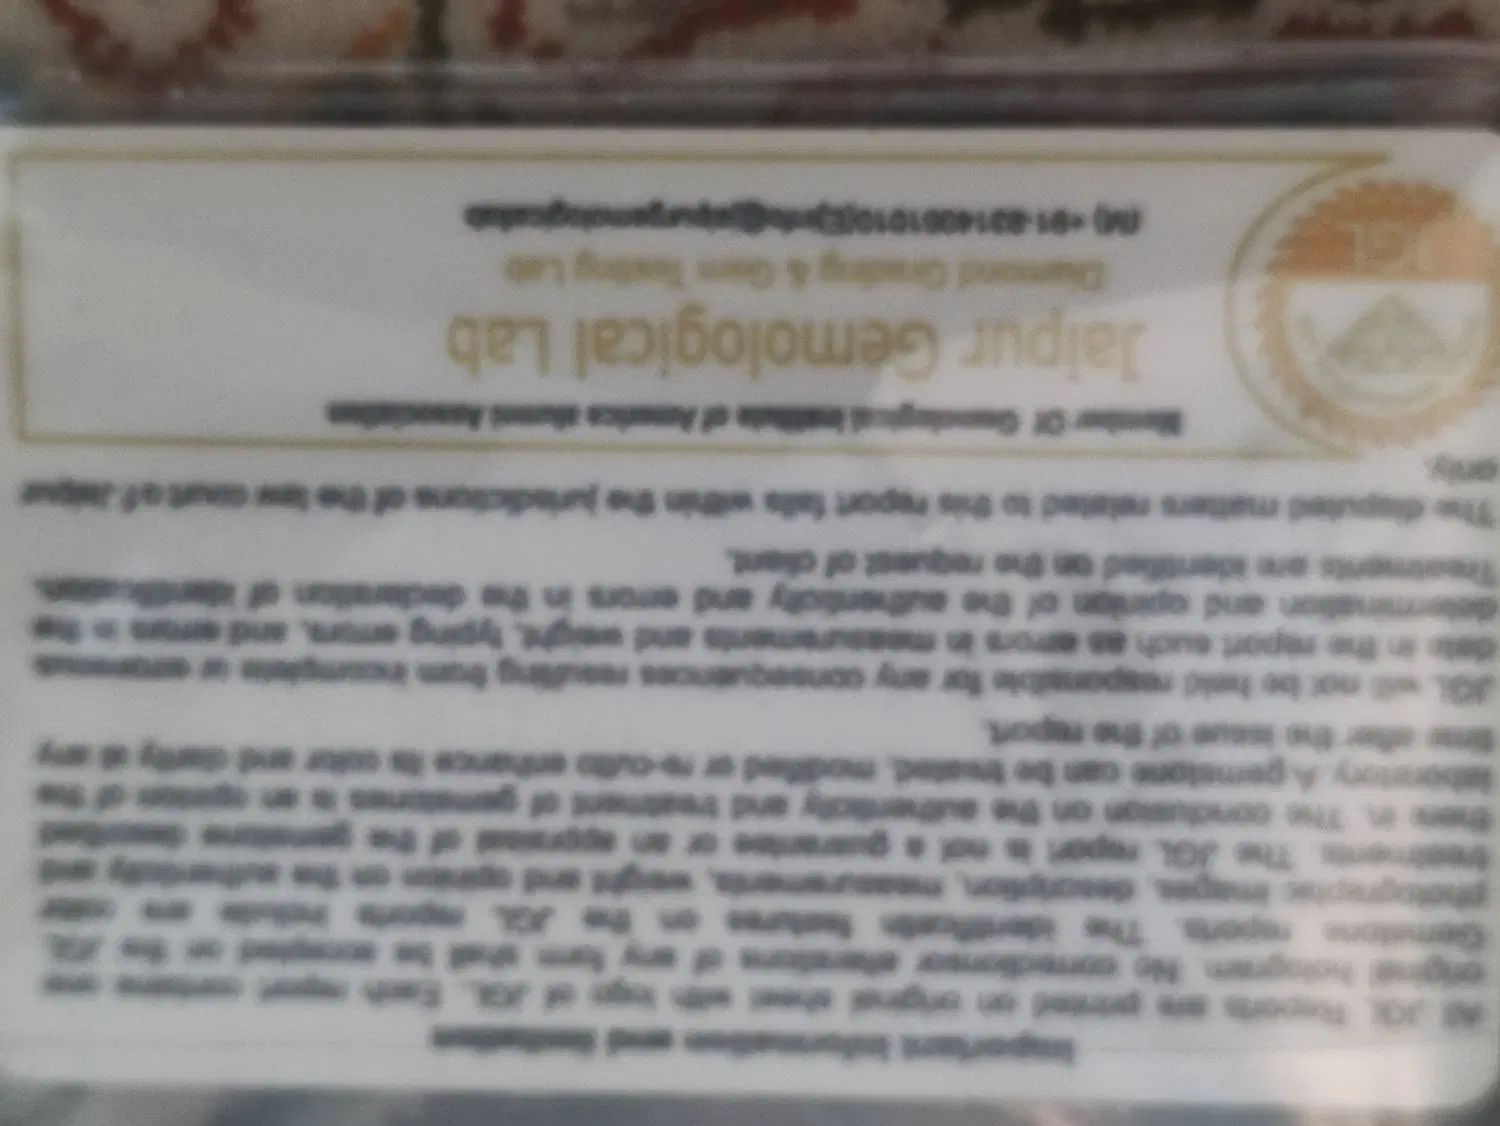 Important Information and limitation
All JGL Reports are printed on original sheet with logo of JGL. Each report contains one
original hologram. No correctionsor alterations of any form shall be accepted on the JGL
Gemstone reports. The identificatin features on the JGL reports include are color
photographic images, description, measurements, weight and opinion on the authenticity and
treatments. The JGL report is not a guarantee or an appraisal of the gemstone described
there in. The conclusion on the authenticity and treatment of gemstones is an opinion of the
laboratory. A gemstone can be treated, modified or re-cutto enhance its color and clarity at any
time after the issue of the report.
JGL will not be held responsible for any consequences resulting from incomplete or erroneous
data in the report such as errors in measurements and weight, typing errors, and errors in the
determination and opinion of the authenticity and errors in the declaration of identification.
Treatments are identified on the request of client.
The disputed matters related to this report falls within the jurisdictions of the law court o? Jaipur
only.
Member Of Gemological Institute of America alumni Association
Jaipur Gemological Lab
Diamond Grading & Gem Testing Lab
(M) +91- info@jaipurgemologicallab
JGL